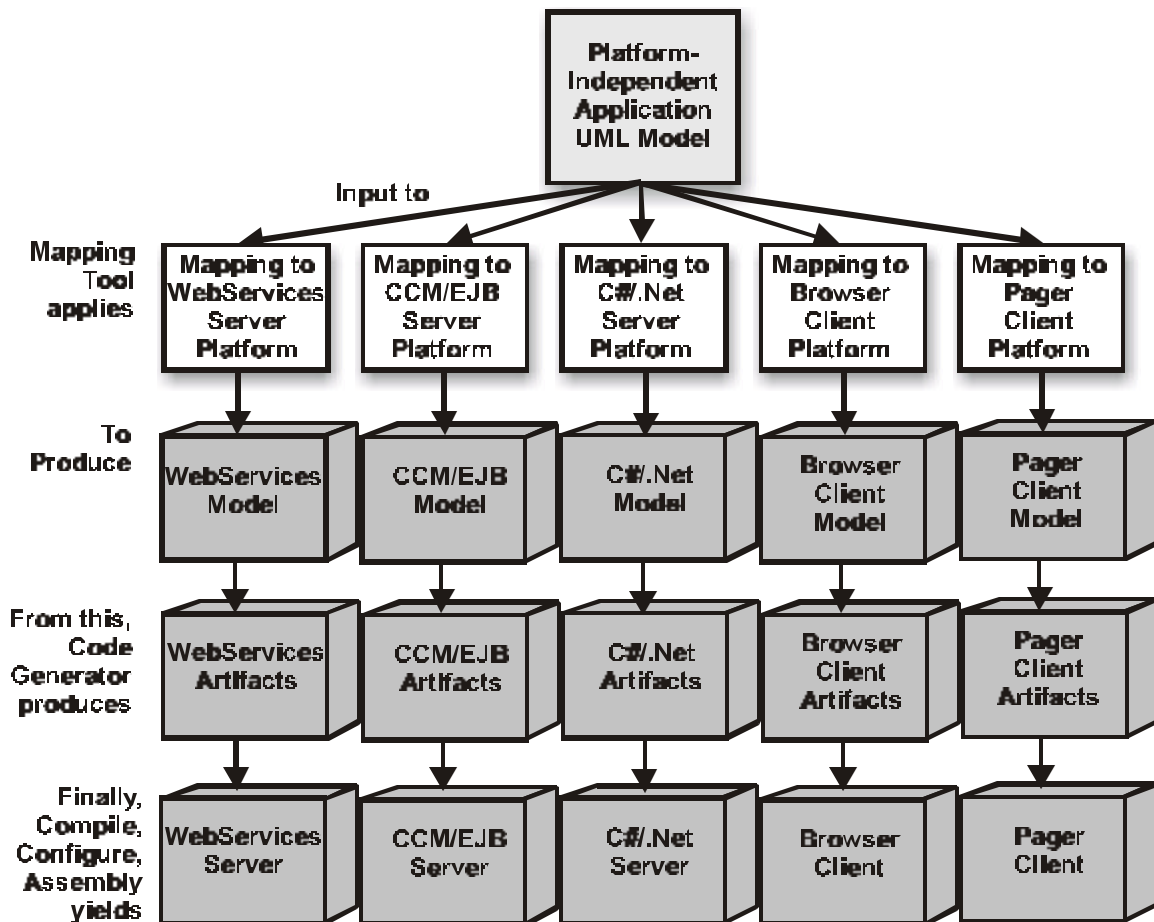 Platform-
Independent
Application
UML Model
Input to
Mapping
Tool
applies
Mapping to
WebServices
Server
Platform
Mapping to
CCM/EJB
Server
Platform
Mapping to
C#/.Net
Server
Platform
Mapping to
Browser
Client
Platform
Mapping to
Pager
Client
Platform
To
Produce
WebServices
Model
CCM/EJB
Model
C#/.Net
Model
Browser
Client
Model
Pager
Client
Model
From this,
Code
Generator
produces
WebServices
Artifacts
CCM/EJB
Artifacts
C#/.Net
Artifacts
Browser
Client
Artifacts
Pager
Client
Artifacts
Finally,
Compile,
Configure,
Assembly
yields
WebServices
Server
CCM/EJB
Server
C#/.Net
Server
Browser
Client
Pager
Client